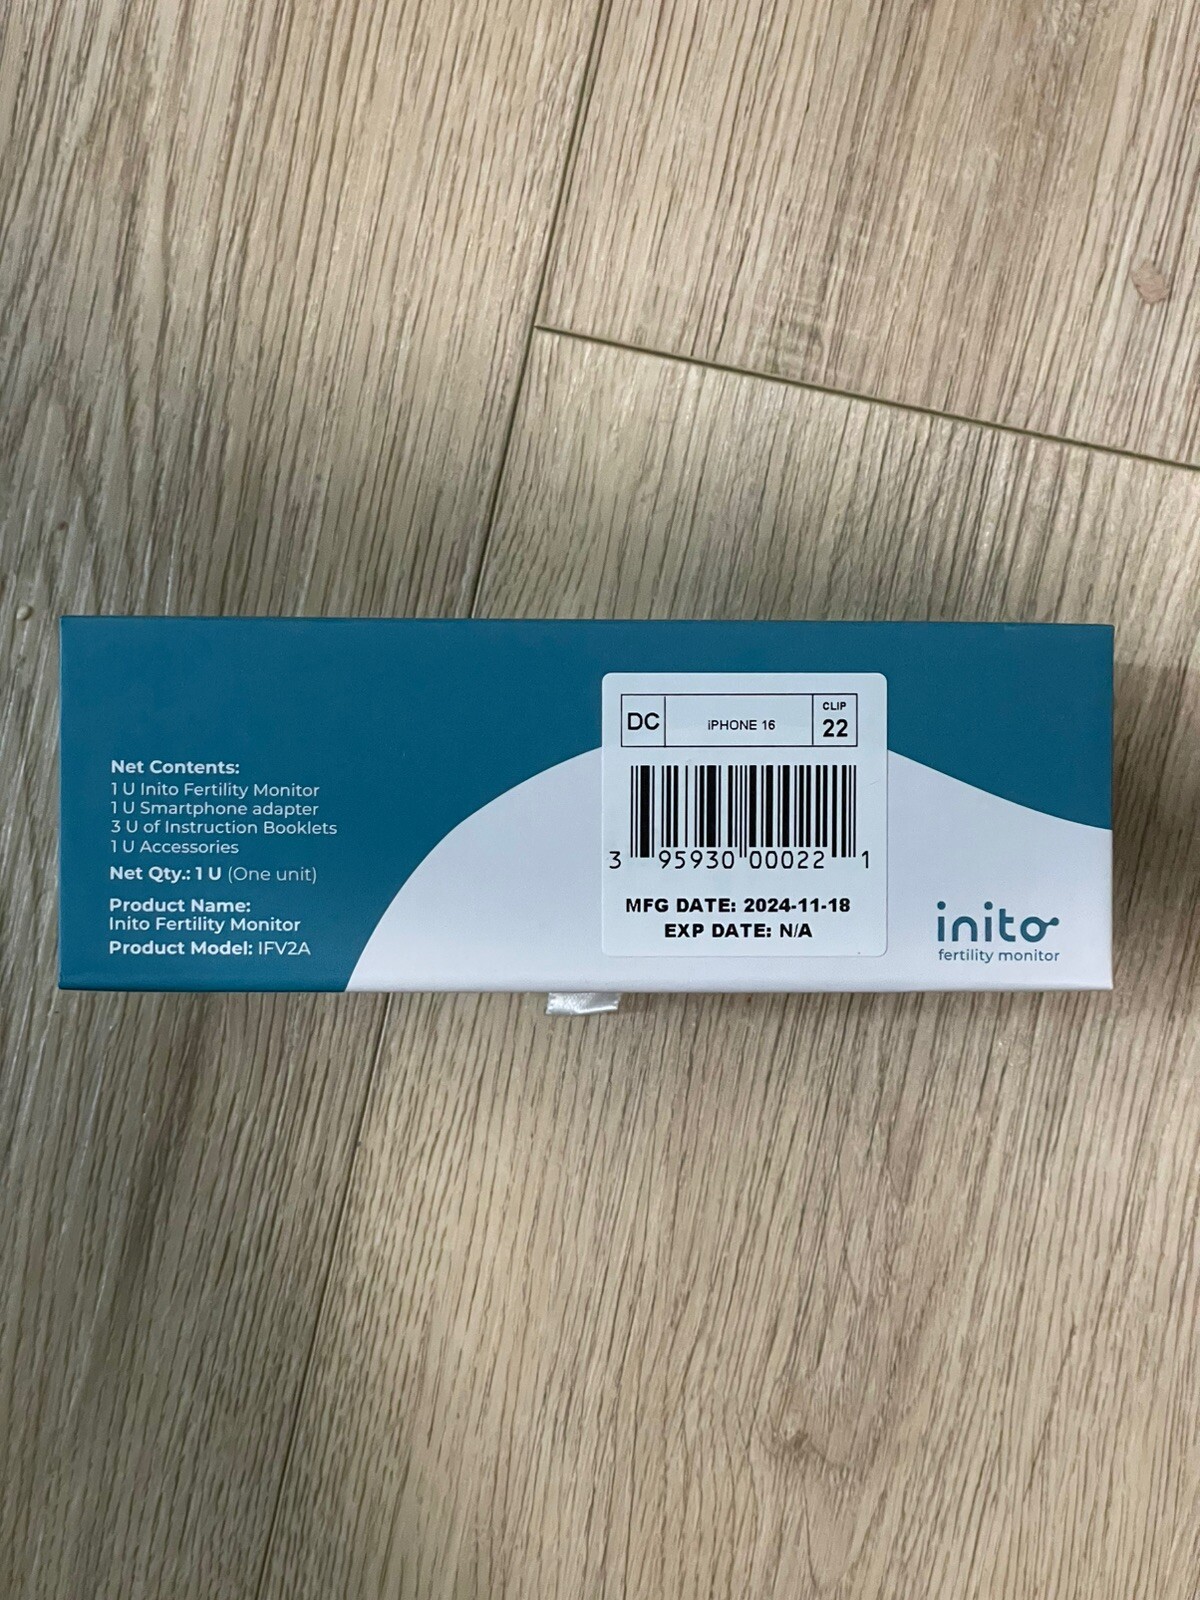 Net Contents:
1 U Inito Fertility Monitor
1 U Smartphone adapter
3 U of Instruction Booklets
1 U Accessories
Net Qty.: 1 U (One unit)
Product Name:
Inito Fertility Monitor
Product Model: IFV2A
DC
iPHONE 16
CLIP
22
3 95930 00022 1
MFG DATE: 2024-11-18
EXP DATE: N/A
inito
fertility monitor